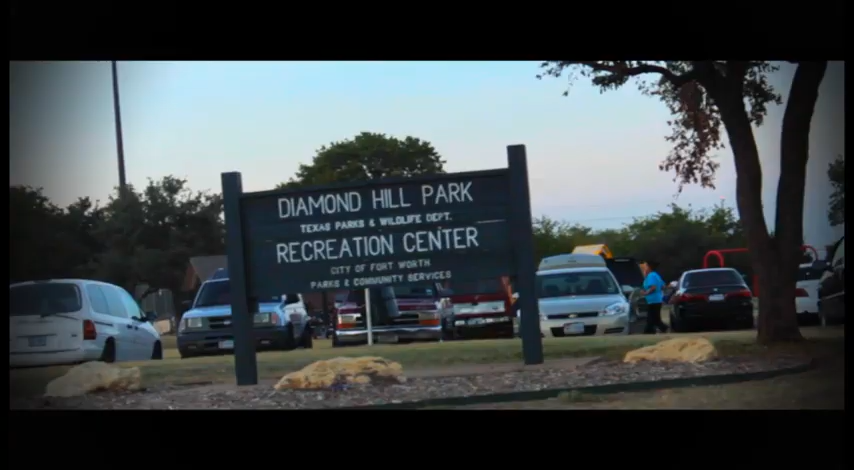 DIAMOND HILL PARK
TEXAS PARKS & WILDLIFE DEPT.
RECREATION CENTER
CITY OF FORT WORTH
PARKS & COMMUNITY SERVICES